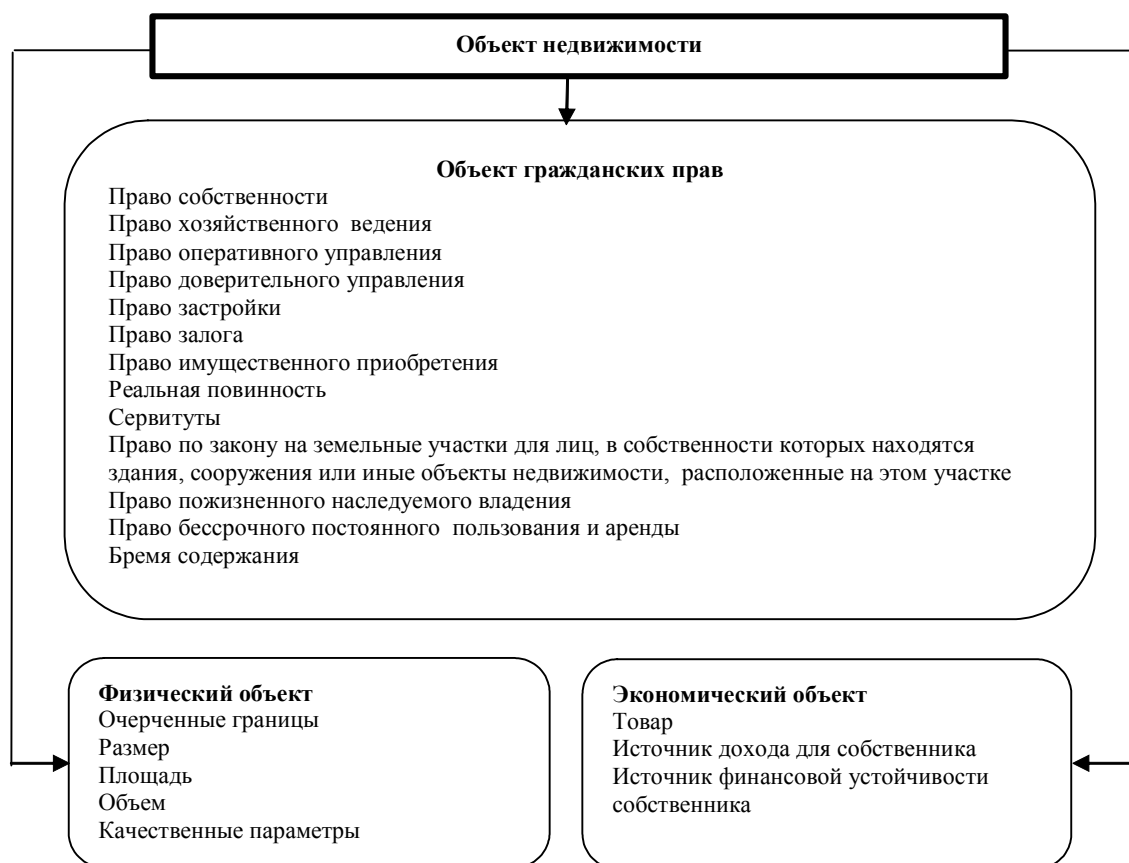 Объект недвижимости
Объект гражданских прав
Право собственности
Право хозяйственного ведения
Право оперативного управления
Право доверительного управления
Право застройки
Право залога
Право имущественного приобретения
Реальная повинность
Сервитуты
Право по закону на земельные участки для лиц, в собственности которых находятся
здания, сооружения или иные объекты недвижимости, расположенные на этом участке
Право пожизненного наследуемого владения
Право бессрочного постоянного пользования и аренды
Бремя содержания
Физический объект
Очерченные границы
Размер
Площадь
Объем
Качественные параметры
Экономический объект
Товар
Источник дохода для собственника
Источник финансовой устойчивости
собственника